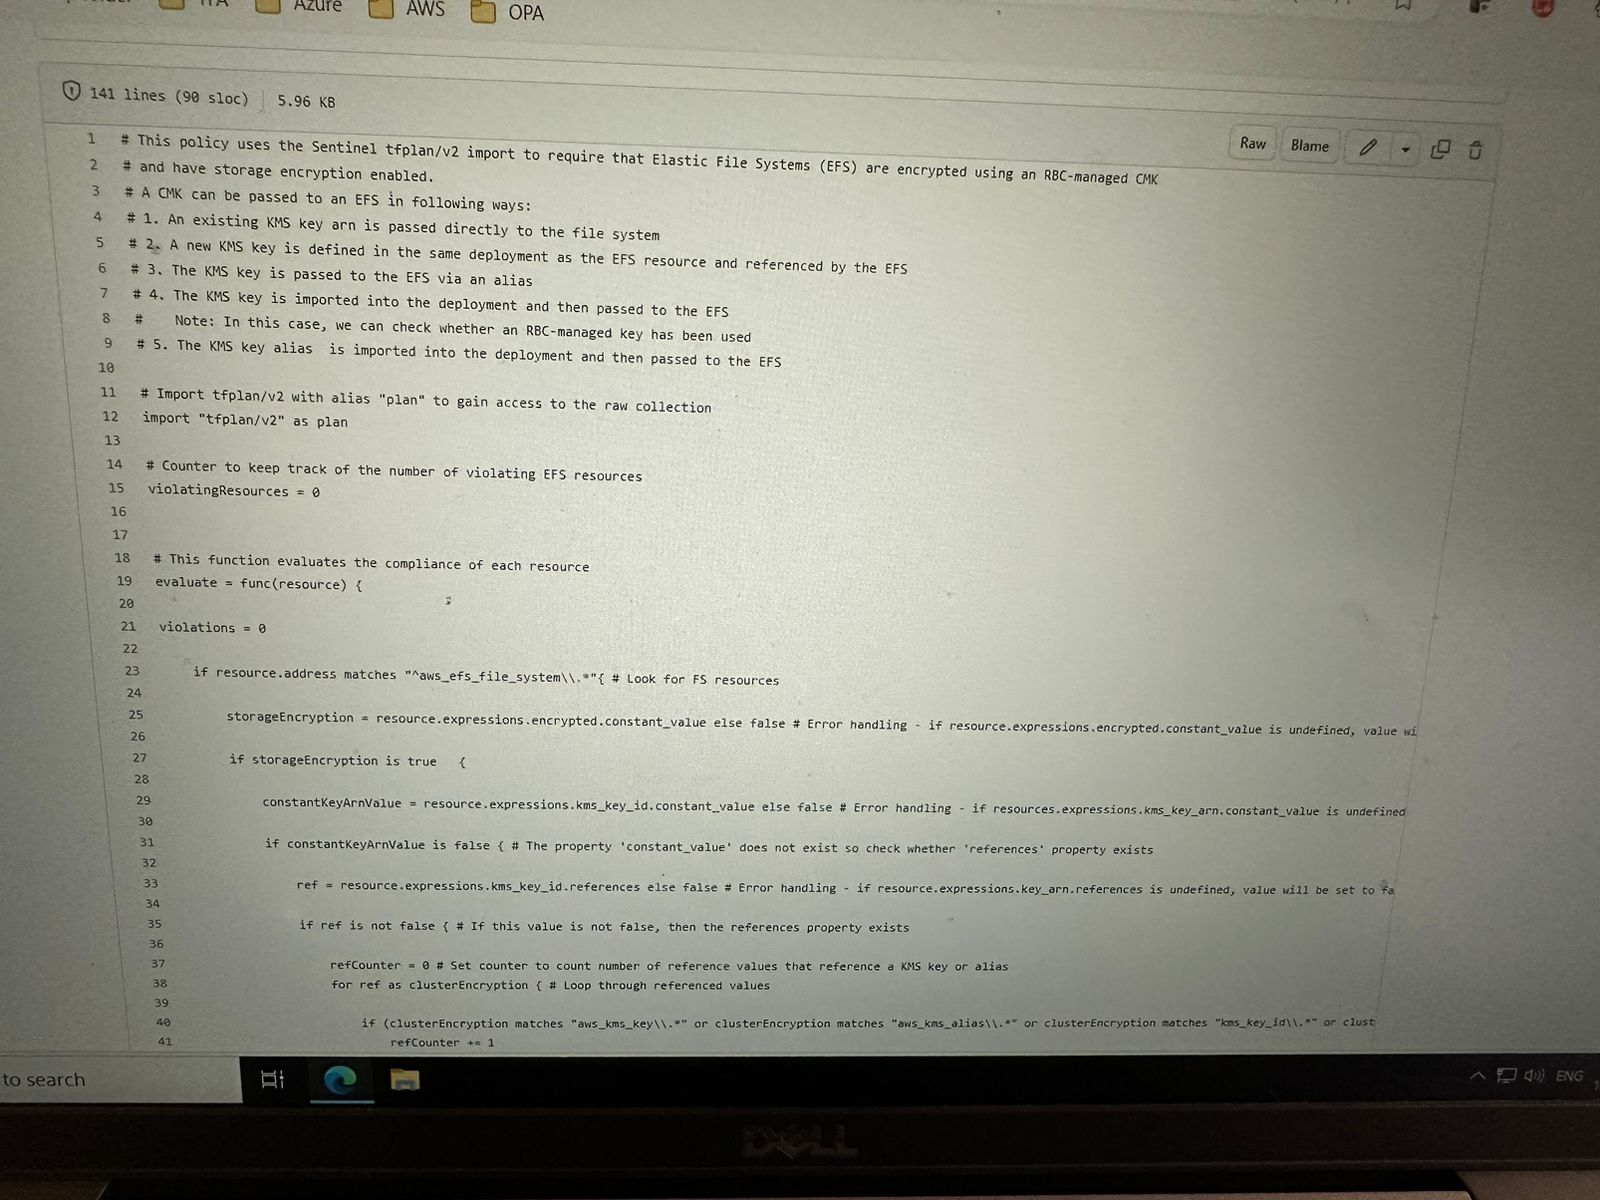 Azure
AWS
OPA
141 lines (90 sloc) 5.96 KB
Raw
Blame
1 # This policy uses the Sentinel tfplan/v2 import to require that Elastic File Systems (EFS) are encrypted using an RBC-managed CMK
2 # and have storage encryption enabled.
3 # A CMK can be passed to an EFS in following ways:
4 # 1. An existing KMS key arn is passed directly to the file system
5 # 2. A new KMS key is defined in the same deployment as the EFS resource and referenced by the EFS
6 # 3. The KMS key is passed to the EFS via an alias
7 # 4. The KMS key is imported into the deployment and then passed to the EFS
8 #    Note: In this case, we can check whether an RBC-managed key has been used
9 # 5. The KMS key alias  is imported into the deployment and then passed to the EFS
10
11 # Import tfplan/v2 with alias "plan" to gain access to the raw collection
12 import "tfplan/v2" as plan
13
14 # Counter to keep track of the number of violating EFS resources
15 violatingResources = 0
16
17
18 # This function evaluates the compliance of each resource
19 evaluate = func(resource) {
20
21 violations = 0
22
23 if resource.address matches "^aws_efs_file_system\\.*"{ # Look for FS resources
24
25 storageEncryption = resource.expressions.encrypted.constant_value else false # Error handling - if resource.expressions.encrypted.constant_value is undefined, value wi
26
27 if storageEncryption is true   {
28
29 constantKeyArnValue = resource.expressions.kms_key_id.constant_value else false # Error handling - if resources.expressions.kms_key_arn.constant_value is undefined
30
31 if constantKeyArnValue is false { # The property 'constant_value' does not exist so check whether 'references' property exists
32
33 ref = resource.expressions.kms_key_id.references else false # Error handling - if resource.expressions.key_arn.references is undefined, value will be set to fa
34
35 if ref is not false { # If this value is not false, then the references property exists
36
37 refCounter = 0 # Set counter to count number of reference values that reference a KMS key or alias
38 for ref as clusterEncryption { # Loop through referenced values
39
40 if (clusterEncryption matches "aws_kms_key\\.*" or clusterEncryption matches "aws_kms_alias\\.*" or clusterEncryption matches "kms_key_id\\.*" or clust
41 refCounter += 1
to search
ENG
DELL